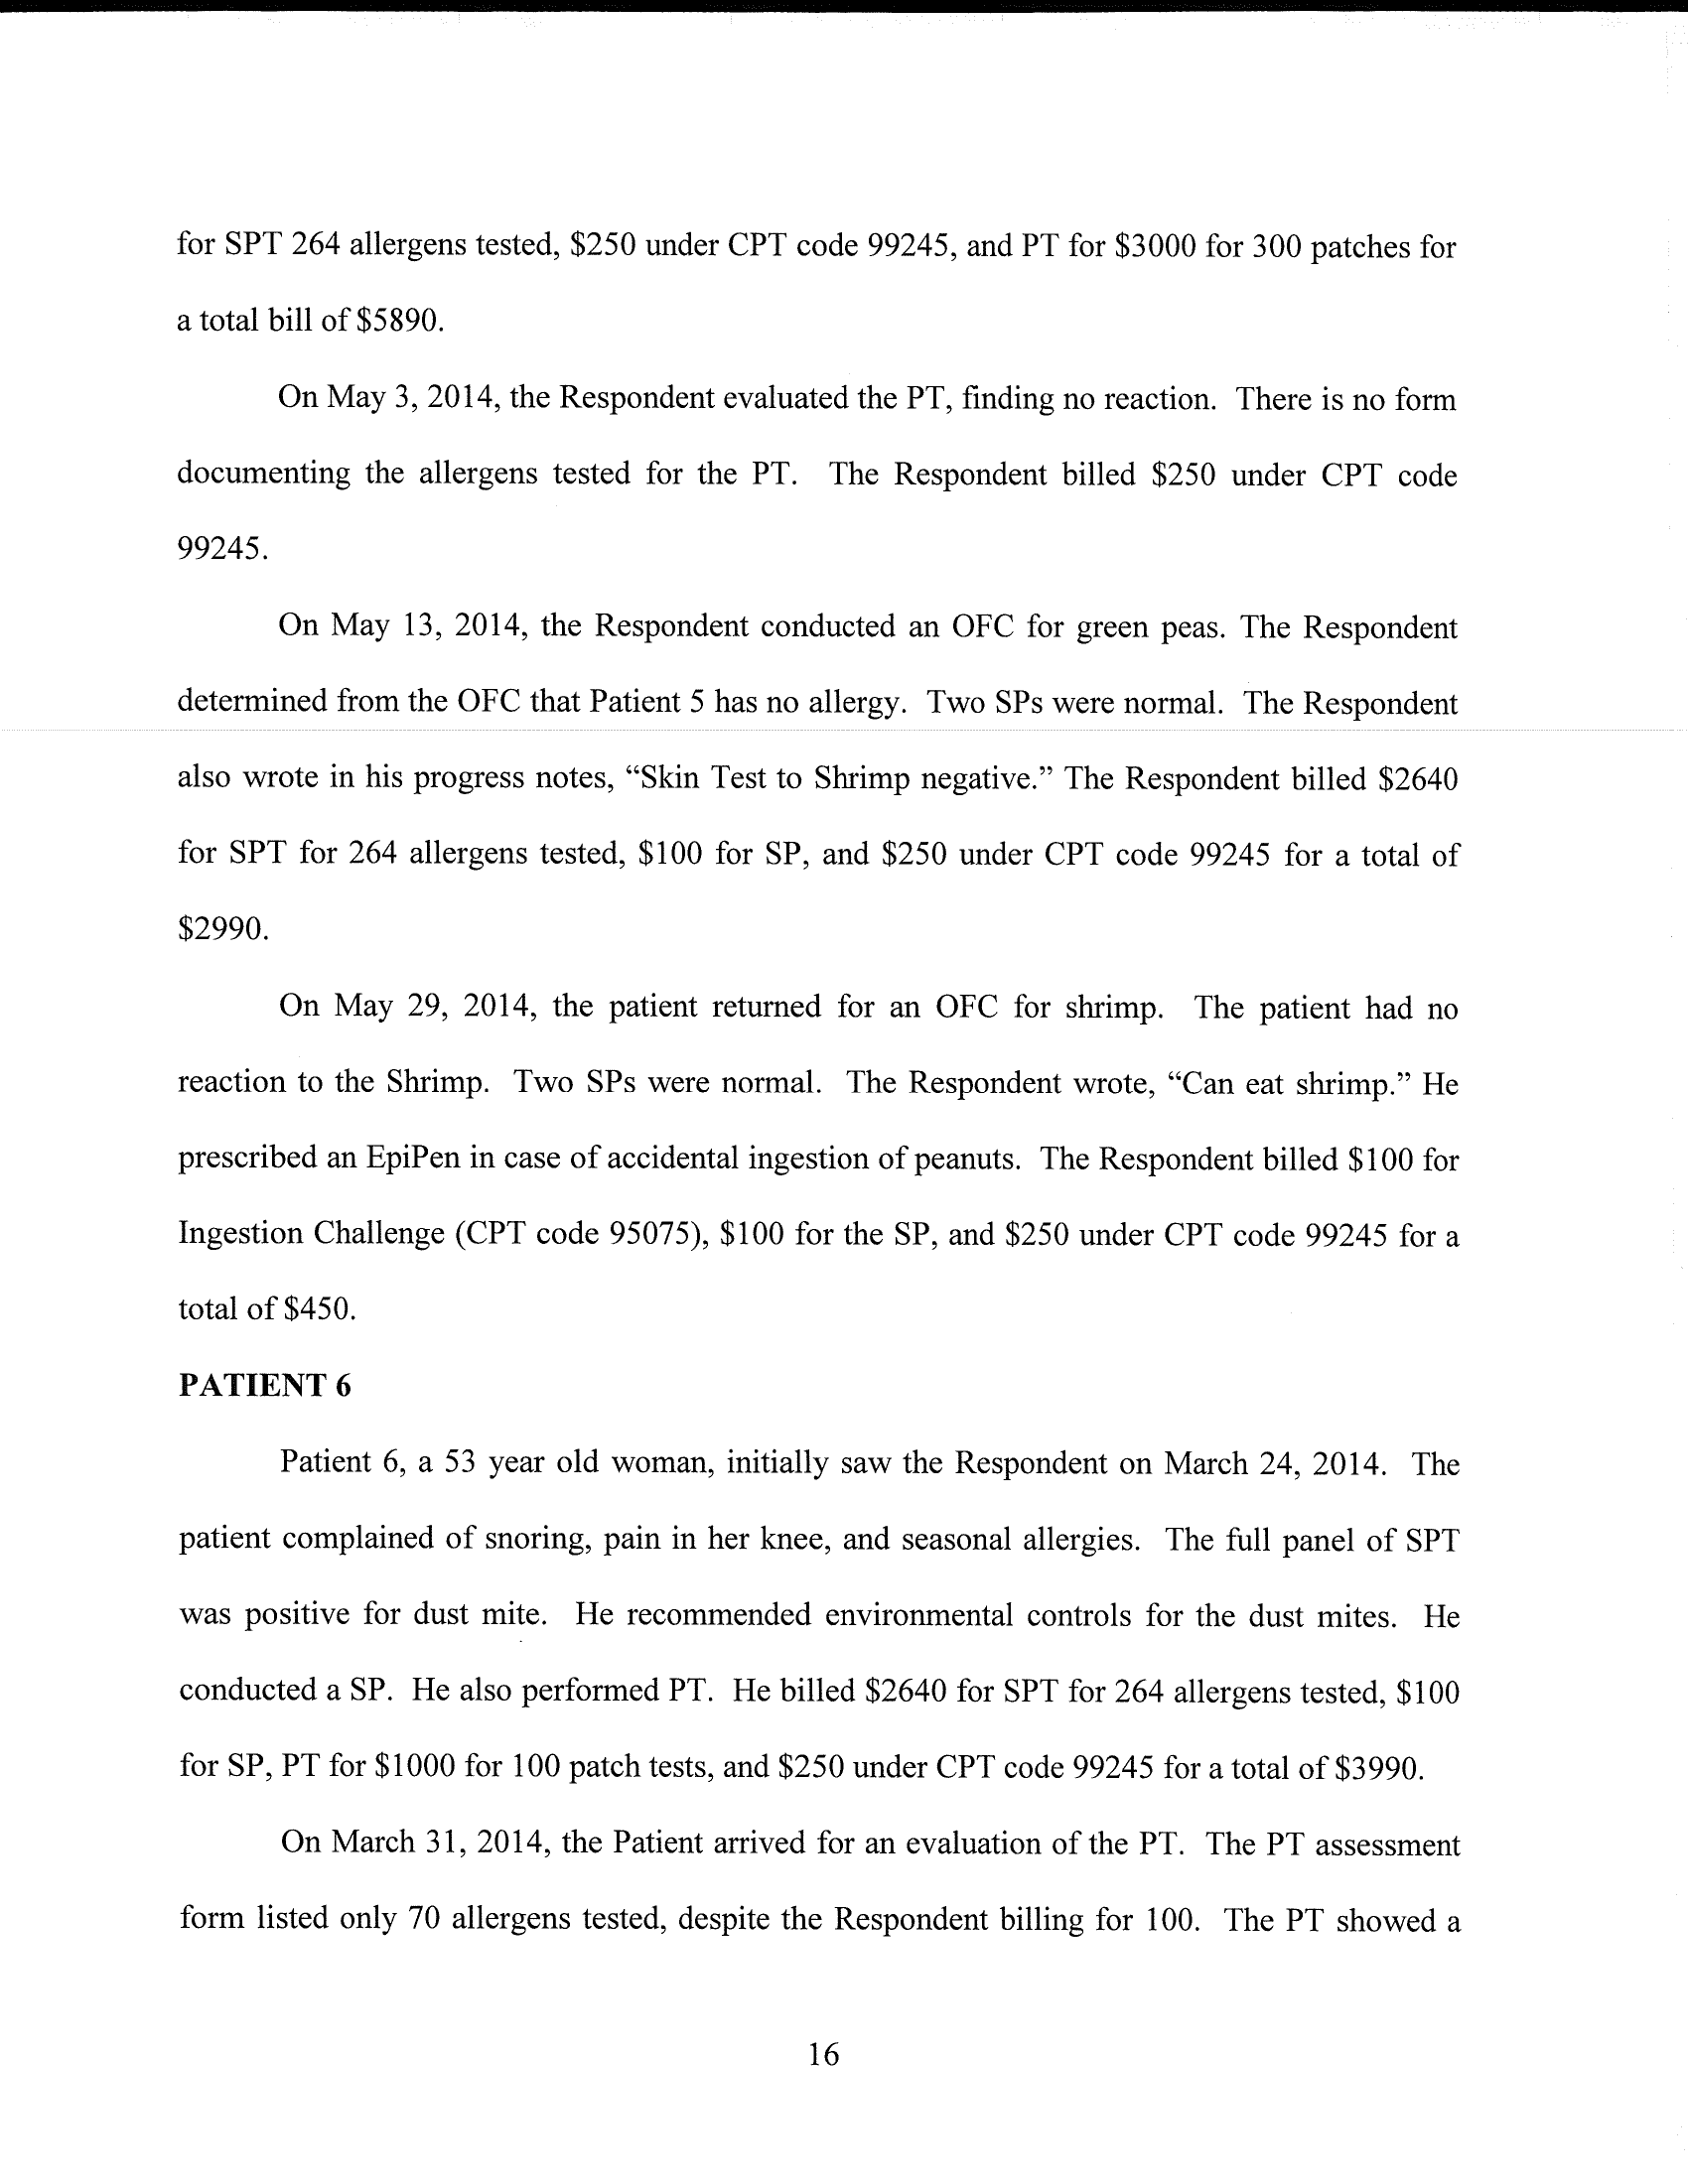 for SPT 264 allergens tested, $250 under CPT code 99245, and PT for $3000 for 300 patches for
a total bill of $5890.
On May 3, 2014, the Respondent evaluated the PT, finding no reaction. There is no form
documenting the allergens tested for the PT. The Respondent billed $250 under CPT code
99245.
On May 13, 2014, the Respondent conducted an OFC for green peas. The Respondent
determined from the OFC that Patient 5 has no allergy. Two SPs were normal. The Respondent
also wrote in his progress notes, “Skin Test to Shrimp negative.” The Respondent billed $2640
for SPT for 264 allergens tested, $100 for SP, and $250 under CPT code 99245 for a total of
$2990.
On May 29, 2014, the patient returned for an OFC for shrimp. The patient had no
reaction to the Shrimp. Two SPs were normal. The Respondent wrote, “Can eat shrimp.” He
prescribed an EpiPen in case of accidental ingestion of peanuts. The Respondent billed $100 for
Ingestion Challenge (CPT code 95075), $100 for the SP, and $250 under CPT code 99245 for a
total of $450.
PATIENT 6
Patient 6, a 53 year old woman, initially saw the Respondent on March 24, 2014. The
patient complained of snoring, pain in her knee, and seasonal allergies. The full panel of SPT
was positive for dust mite. He recommended environmental controls for the dust mites. He
conducted a SP. He also performed PT. He billed $2640 for SPT for 264 allergens tested, $100
for SP, PT for $1000 for 100 patch tests, and $250 under CPT code 99245 for a total of $3990.
On March 31, 2014, the Patient arrived for an evaluation of the PT. The PT assessment
form listed only 70 allergens tested, despite the Respondent billing for 100. The PT showed a
16